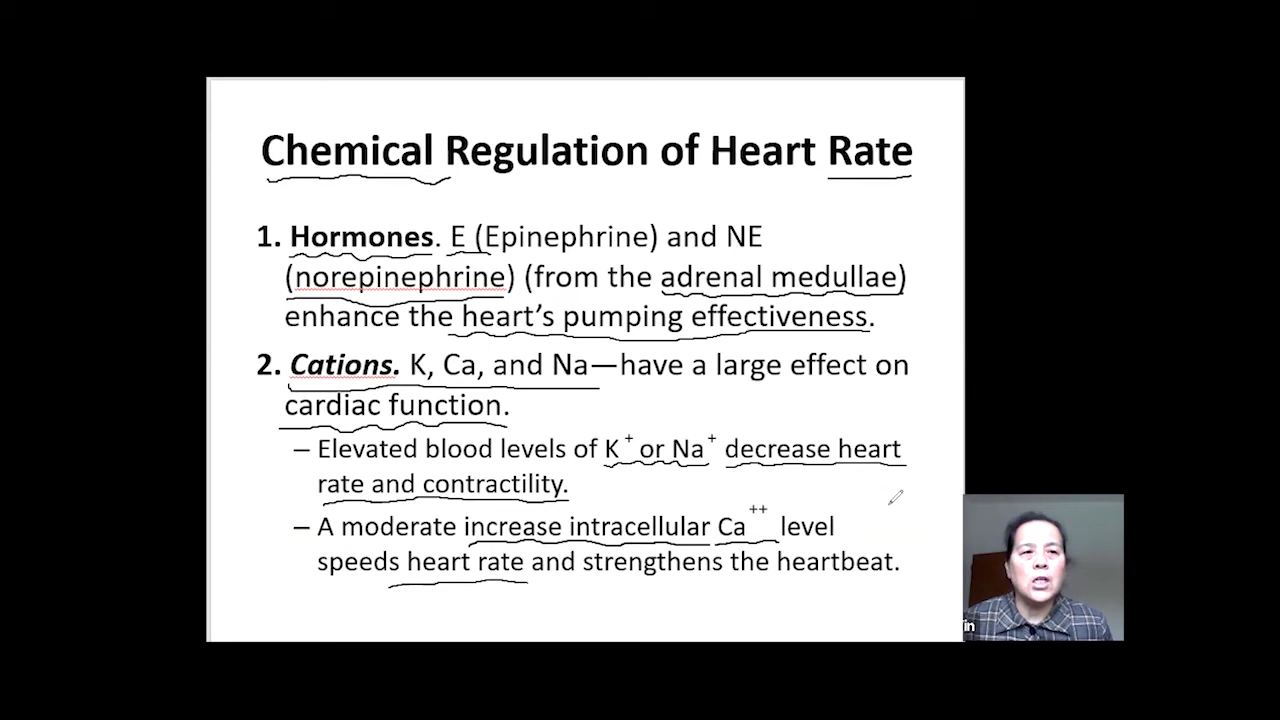 Chemical Regulation of Heart Rate
1. Hormones. E (Epinephrine) and NE
(norepinephrine) (from the adrenal medullae)
enhance the heart's pumping effectiveness.
2. Cations. K, Ca, and Na—have a large effect on
cardiac function.
– Elevated blood levels of K⁺ or Na⁺ decrease heart
rate and contractility.
– A moderate increase intracellular Ca⁺⁺ level
speeds heart rate and strengthens the heartbeat.